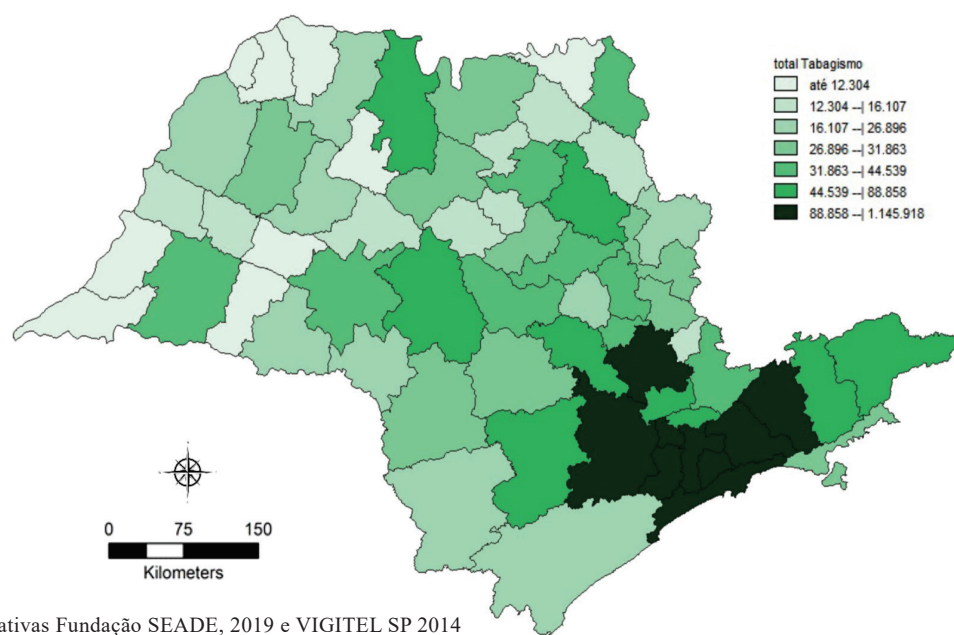 total Tabagismo
até 12.304
12.304 --| 16.107
16.107 --| 26.896
26.896 --| 31.863
31.863 --| 44.539
44.539 --| 88.858
88.858 --| 1.145.918
0 75 150
Kilometers
ativas Fundação SEADE, 2019 e VIGITEL SP 2014